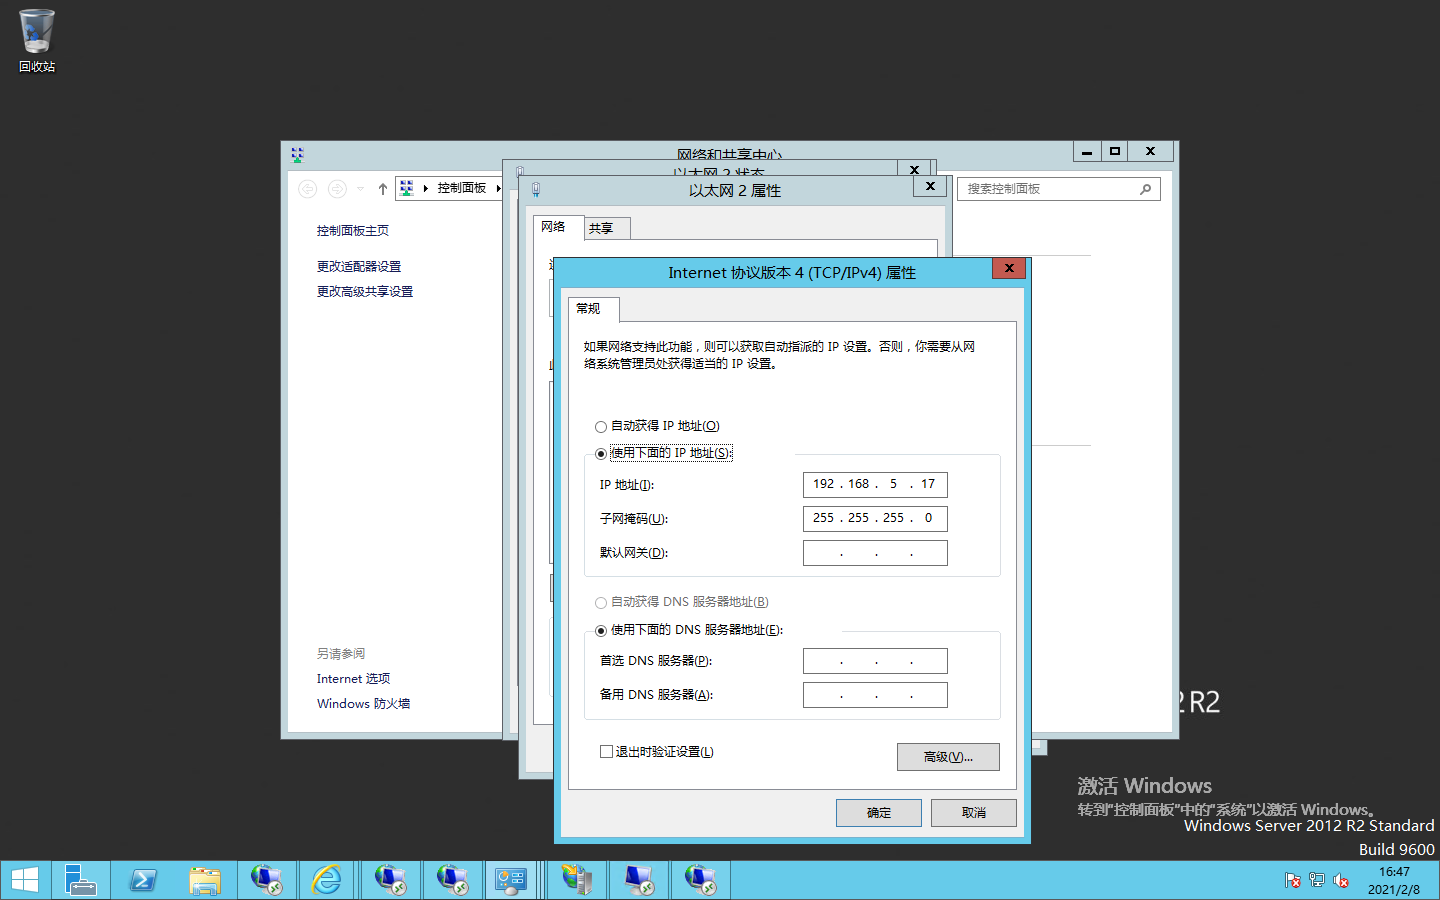 回收站
网络和共享中心
以太网 2 状态
以太网 2 属性
控制面板
搜索控制面板
控制面板主页
更改适配器设置
更改高级共享设置
网络
共享
Internet 协议版本 4 (TCP/IPv4) 属性
常规
如果网络支持此功能，则可以获取自动指派的 IP 设置。否则，你需要从网
络系统管理员处获得适当的 IP 设置。
自动获得 IP 地址(O)
使用下面的 IP 地址(S):
IP 地址(I):
192 . 168 . 5 . 17
子网掩码(U):
255 . 255 . 255 . 0
默认网关(D):
. . .
自动获得 DNS 服务器地址(B)
使用下面的 DNS 服务器地址(E):
首选 DNS 服务器(P):
. . .
备用 DNS 服务器(A):
. . .
退出时验证设置(L)
高级(V)...
确定
取消
另请参阅
Internet 选项
Windows 防火墙
2 R2
激活 Windows
转到"控制面板"中的"系统"以激活 Windows。
Windows Server 2012 R2 Standard
Build 9600
16:47
2021/2/8